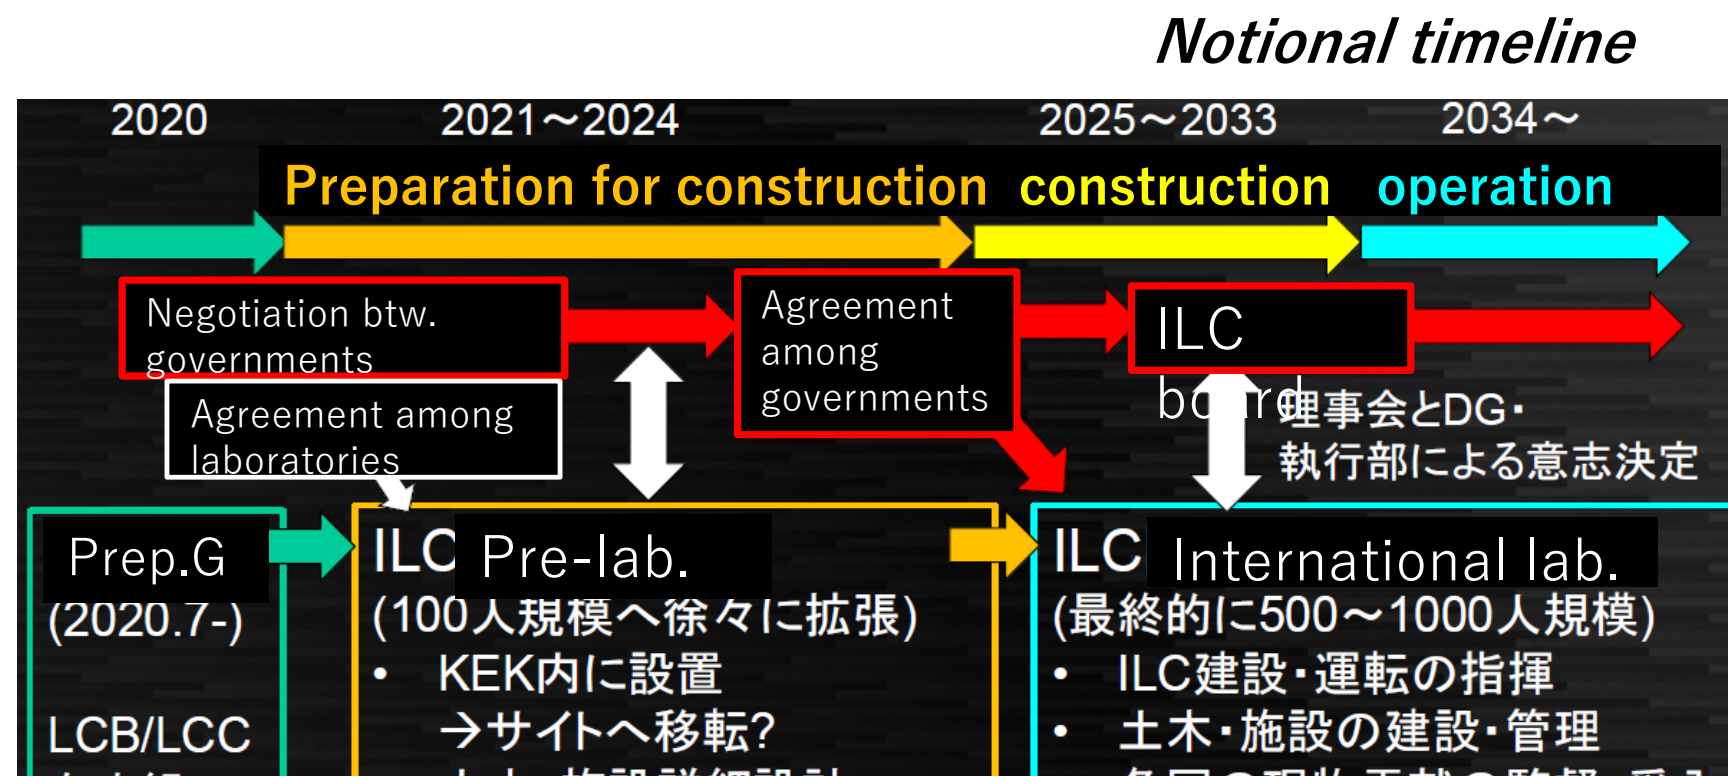 Notional timeline
2020
2021～2024
2025～2033
2034～
Preparation for construction
construction
operation
Negotiation btw.
governments
Agreement among
laboratories
Agreement
among
governments
ILC
board
理事会とDG・
執行部による意志決定
Prep.G
(2020.7-)
LCB/LCC
ILC Pre-lab.
(100人規模へ徐々に拡張)
• KEK内に設置
→サイトへ移転?
ILC International lab.
(最終的に500～1000人規模)
• ILC建設・運転の指揮
• 土木・施設の建設・管理